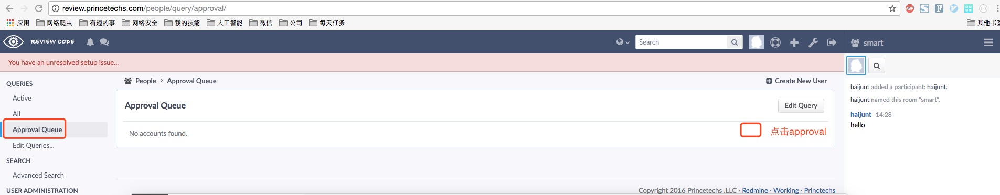 review.princetechs.com/people/query/approval/
应用 网络爬虫 有趣的事 网络安全 我的技能 人工智能 微信 公司 每天任务 其他书签
REVIEW CODE Search smart
You have an unresolved setup issue...
QUERIES
Active
All
Approval Queue
Edit Queries...
SEARCH
Advanced Search
USER ADMINISTRATION
People > Approval Queue Create New User
Approval Queue Edit Query
No accounts found. 点击approval
Copyright 2016 Princetechs .LLC · Redmine · Working · Princtechs
haijunt added a participant: haijunt.
haijunt named this room "smart".
haijunt 14:28
hello
ABP